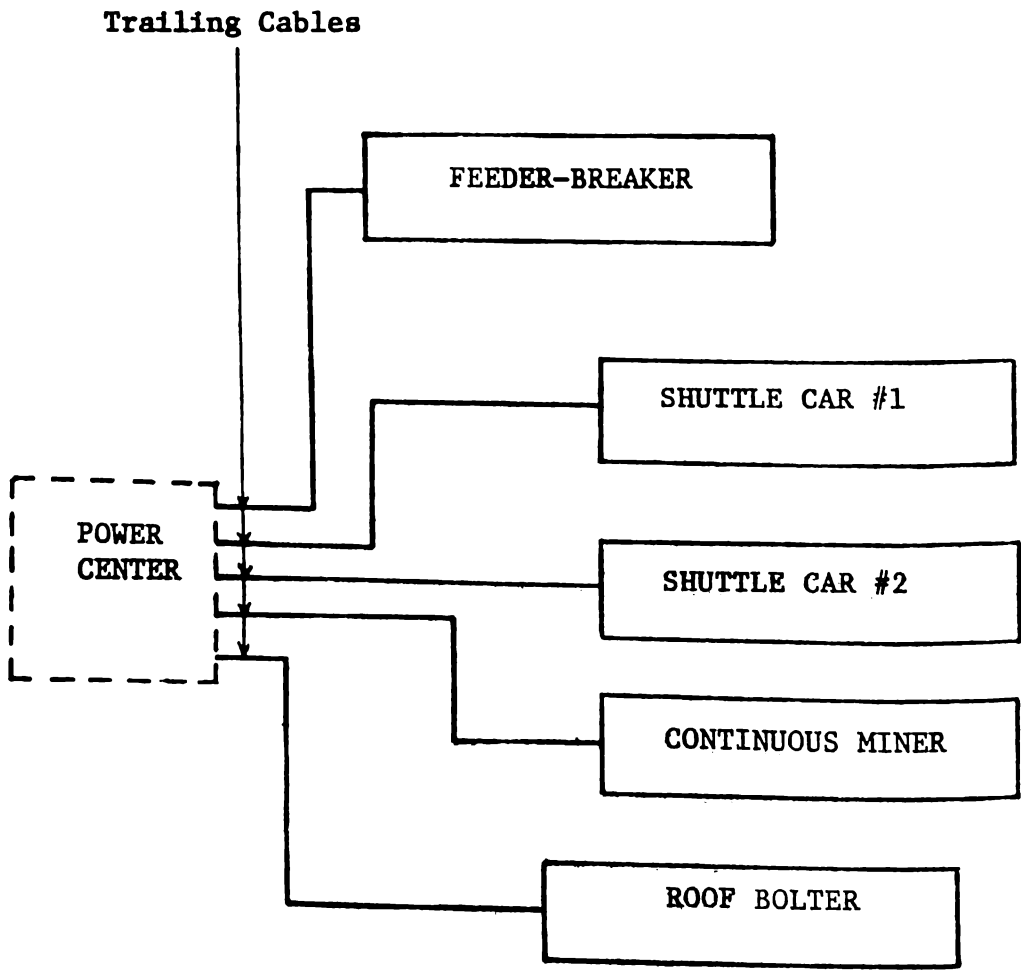 Trailing Cables
FEEDER-BREAKER
SHUTTLE CAR #1
POWER
CENTER
SHUTTLE CAR #2
CONTINUOUS MINER
ROOF BOLTER